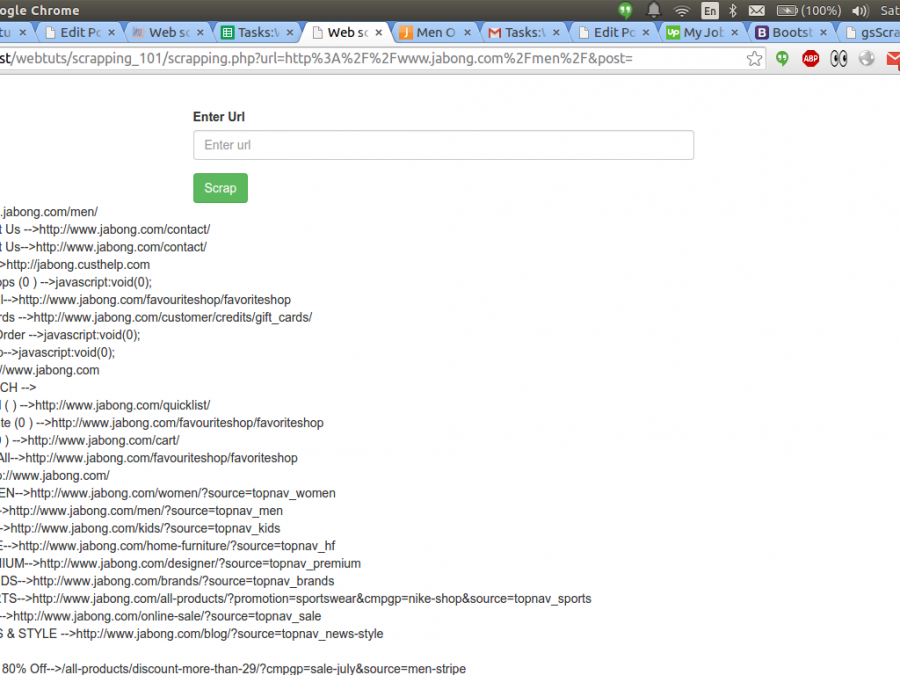 ogle Chrome
En
(100%)
Sat
tu × Edit Po × Web sc × Tasks:W × Web sc × Men O × Tasks:V × Edit Po × Up My Job × B Boots × gsScra
st/webtuts/scrapping_101/scrapping.php?url=http%3A%2F%2Fwww.jabong.com%2Fmen%2F&post=
ABP
Enter Url
Enter url
Scrap
.jabong.com/men/
t Us -->http://www.jabong.com/contact/
t Us-->http://www.jabong.com/contact/
>http://jabong.custhelp.com
ops (0 ) -->javascript:void(0);
l-->http://www.jabong.com/favouriteshop/favoriteshop
rds -->http://www.jabong.com/customer/credits/gift_cards/
Order -->javascript:void(0);
o-->javascript:void(0);
//www.jabong.com
CH -->
l ( ) -->http://www.jabong.com/quicklist/
te (0 ) -->http://www.jabong.com/favouriteshop/favoriteshop
) ) -->http://www.jabong.com/cart/
All-->http://www.jabong.com/favouriteshop/favoriteshop
p://www.jabong.com/
EN-->http://www.jabong.com/women/?source=topnav_women
->http://www.jabong.com/men/?source=topnav_men
->http://www.jabong.com/kids/?source=topnav_kids
E-->http://www.jabong.com/home-furniture/?source=topnav_hf
MIUM-->http://www.jabong.com/designer/?source=topnav_premium
DS-->http://www.jabong.com/brands/?source=topnav_brands
RTS-->http://www.jabong.com/all-products/?promotion=sportswear&cmpgp=nike-shop&source=topnav_sports
-->http://www.jabong.com/online-sale/?source=topnav_sale
S & STYLE -->http://www.jabong.com/blog/?source=topnav_news-style
80% Off-->/all-products/discount-more-than-29/?cmpgp=sale-july&source=men-stripe